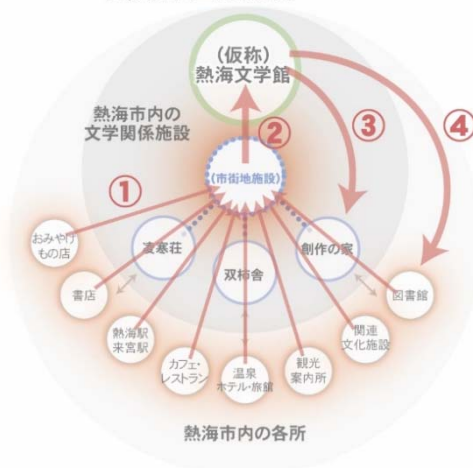 (仮称)
熱海文学館
熱海市内の
文学関係施設
②
③
④
①
(市街地施設)
おみやげ
もの店
凌寒荘
創作の家
双柿舎
書店
図書館
熱海駅
来宮駅
関連
文化施設
カフェ・
レストラン
温泉
ホテル・旅館
観光
案内所
熱海市内の各所